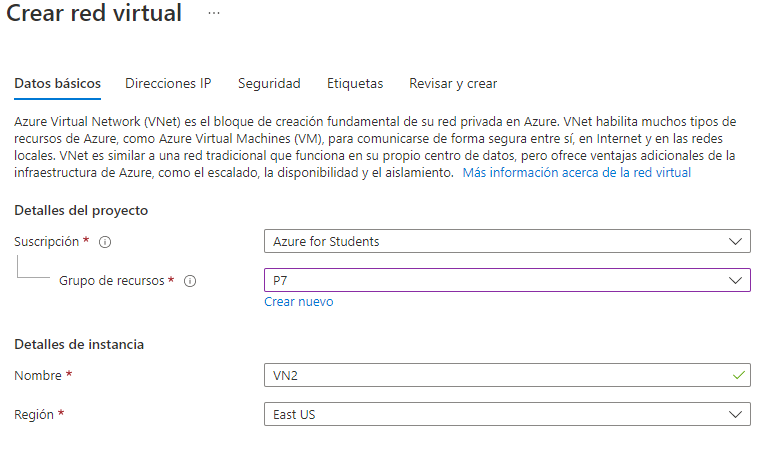 Crear red virtual ...
Datos básicos Direcciones IP Seguridad Etiquetas Revisar y crear
Azure Virtual Network (VNet) es el bloque de creación fundamental de su red privada en Azure. VNet habilita muchos tipos de
recursos de Azure, como Azure Virtual Machines (VM), para comunicarse de forma segura entre sí, en Internet y en las redes
locales. VNet es similar a una red tradicional que funciona en su propio centro de datos, pero ofrece ventajas adicionales de la
infraestructura de Azure, como el escalado, la disponibilidad y el aislamiento. Más información acerca de la red virtual
Detalles del proyecto
Suscripción * Azure for Students
Grupo de recursos * P7
Crear nuevo
Detalles de instancia
Nombre * VN2
Región * East US